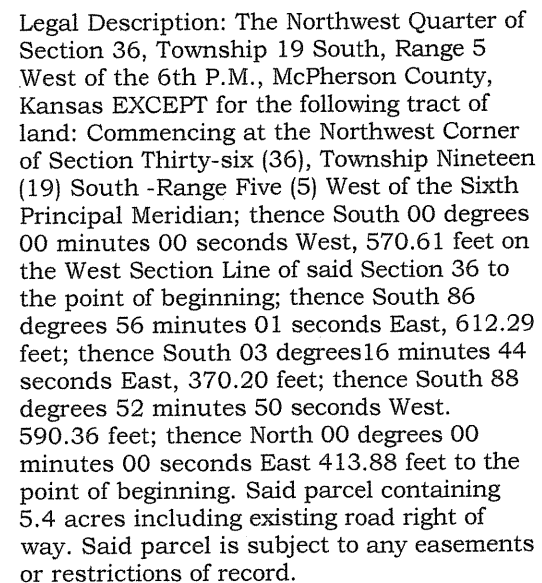 Legal Description: The Northwest Quarter of
Section 36, Township 19 South, Range 5
West of the 6th P.M., McPherson County,
Kansas EXCEPT for the following tract of
land: Commencing at the Northwest Corner
of Section Thirty-six (36), Township Nineteen
(19) South -Range Five (5) West of the Sixth
Principal Meridian; thence South 00 degrees
00 minutes 00 seconds West, 570.61 feet on
the West Section Line of said Section 36 to
the point of beginning; thence South 86
degrees 56 minutes 01 seconds East, 612.29
feet; thence South 03 degrees16 minutes 44
seconds East, 370.20 feet; thence South 88
degrees 52 minutes 50 seconds West.
590.36 feet; thence North 00 degrees 00
minutes 00 seconds East 413.88 feet to the
point of beginning. Said parcel containing
5.4 acres including existing road right of
way. Said parcel is subject to any easements
or restrictions of record.